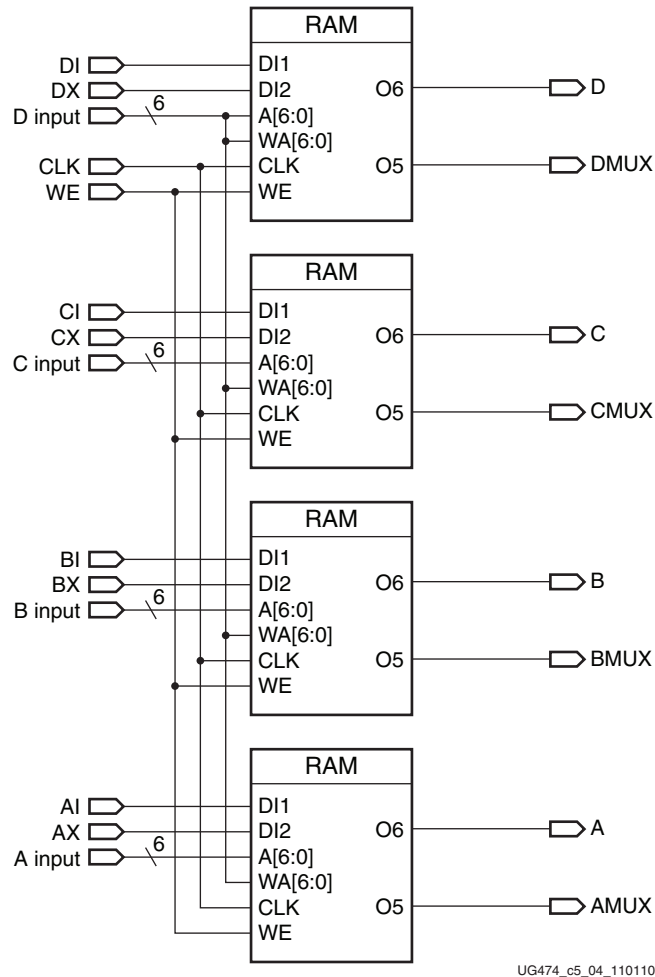 RAM
DI DI1
DX DI2 O6 D
D input 6 A[6:0]
WA[6:0]
CLK CLK O5 DMUX
WE WE
RAM
CI DI1
CX DI2 O6 C
C input 6 A[6:0]
WA[6:0]
CLK O5 CMUX
WE
RAM
BI DI1
BX DI2 O6 B
B input 6 A[6:0]
WA[6:0]
CLK O5 BMUX
WE
RAM
AI DI1
AX DI2 O6 A
A input 6 A[6:0]
WA[6:0]
CLK O5 AMUX
WE
UG474_c5_04_110110